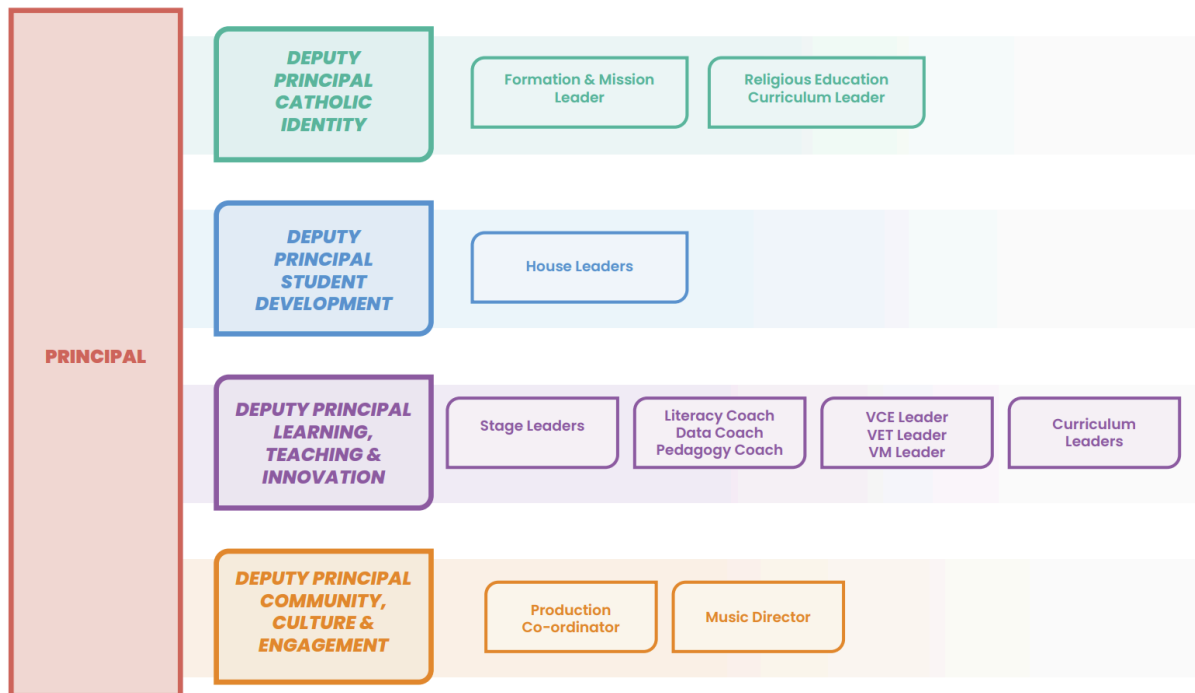 PRINCIPAL
DEPUTY
PRINCIPAL
CATHOLIC
IDENTITY
Formation & Mission
Leader
Religious Education
Curriculum Leader
DEPUTY
PRINCIPAL
STUDENT
DEVELOPMENT
House Leaders
DEPUTY PRINCIPAL
LEARNING,
TEACHING &
INNOVATION
Stage Leaders
Literacy Coach
Data Coach
Pedagogy Coach
VCE Leader
VET Leader
VM Leader
Curriculum
Leaders
DEPUTY PRINCIPAL
COMMUNITY,
CULTURE &
ENGAGEMENT
Production
Co-ordinator
Music Director